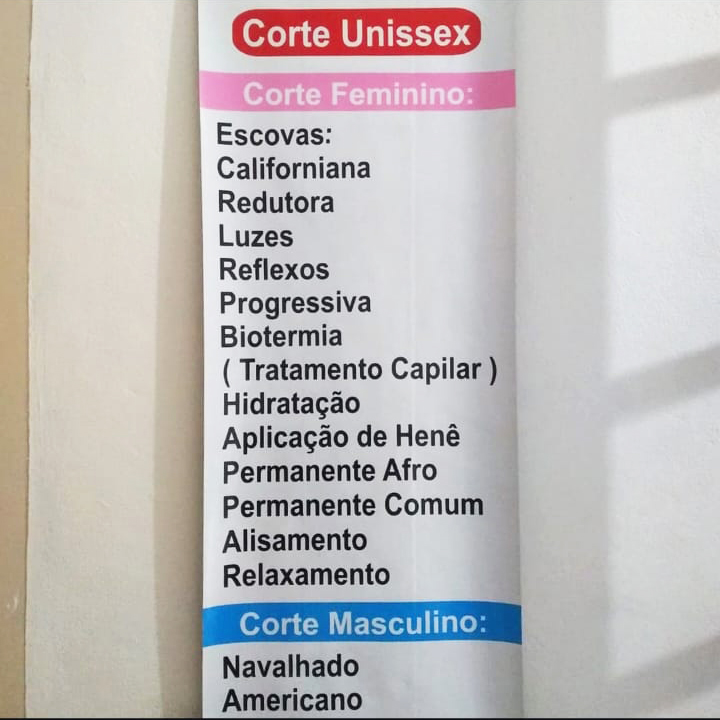 Corte Unissex
Corte Feminino:
Escovas:
Californiana
Redutora
Luzes
Reflexos
Progressiva
Biotermia
( Tratamento Capilar )
Hidratação
Aplicação de Henê
Permanente Afro
Permanente Comum
Alisamento
Relaxamento
Corte Masculino:
Navalhado
Americano